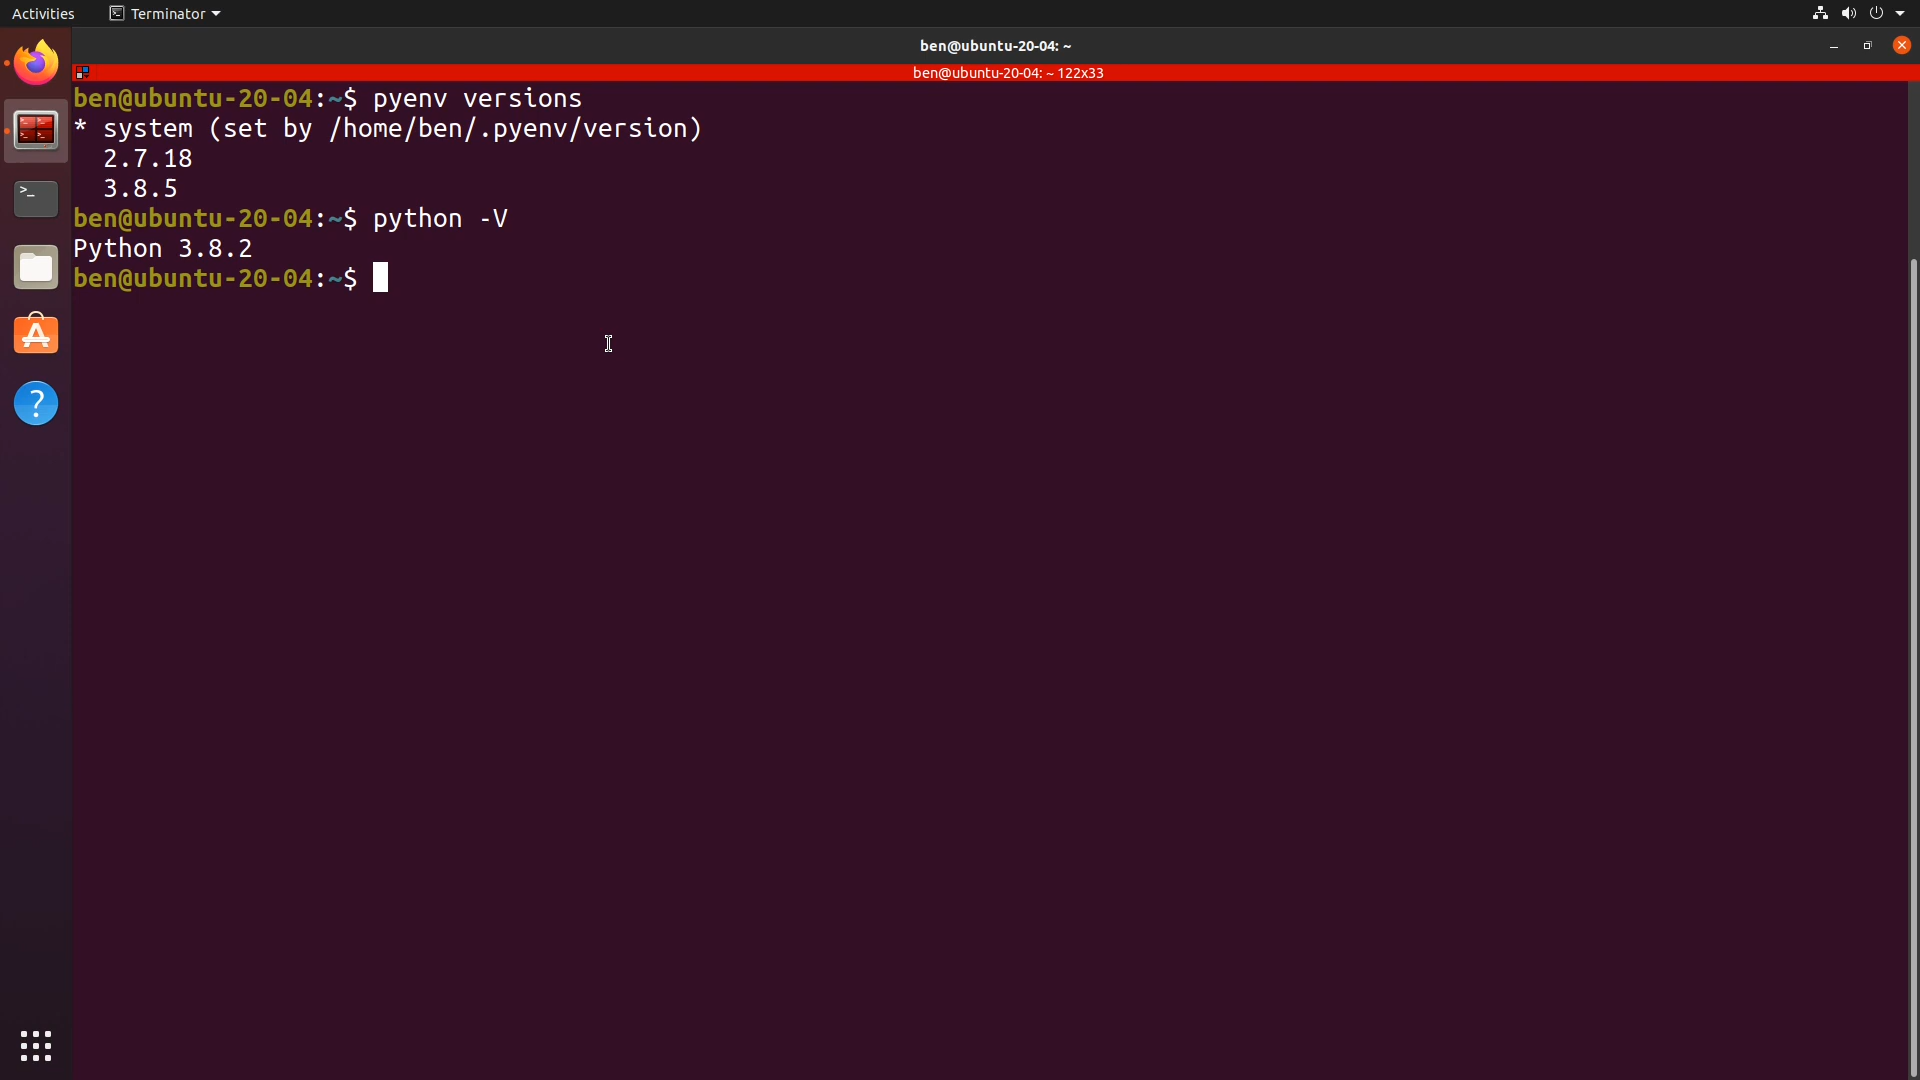 Activities
Terminator
ben@ubuntu-20-04: ~
ben@ubuntu-20-04: ~ 122x33
ben@ubuntu-20-04:~$ pyenv versions
* system (set by /home/ben/.pyenv/version)
  2.7.18
  3.8.5
ben@ubuntu-20-04:~$ python -V
Python 3.8.2
ben@ubuntu-20-04:~$